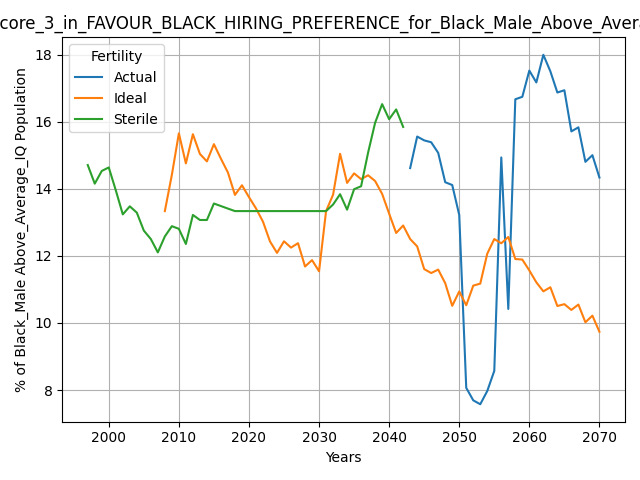 core_3_in_FAVOUR_BLACK_HIRING_PREFERENCE_for_Black_Male_Above_Avera
Fertility
Actual
Ideal
Sterile
% of Black_Male Above_Average_IQ Population
18
16
14
12
10
8
2000 2010 2020 2030 2040 2050 2060 2070
Years